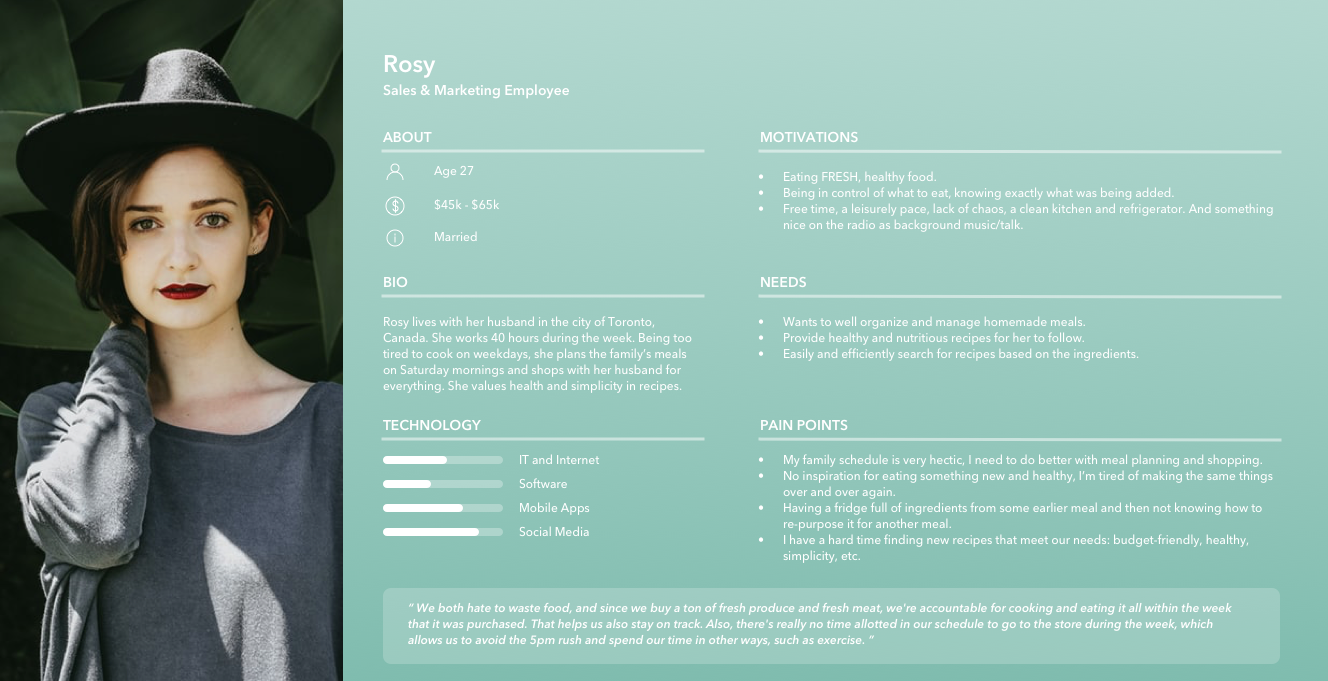 Rosy
Sales & Marketing Employee
ABOUT
Age 27
$45k - $65k
Married
BIO
Rosy lives with her husband in the city of Toronto,
Canada. She works 40 hours during the week. Being too
tired to cook on weekdays, she plans the family's meals
on Saturday mornings and shops with her husband for
everything. She values health and simplicity in recipes.
TECHNOLOGY
IT and Internet
Software
Mobile Apps
Social Media
MOTIVATIONS
• Eating FRESH, healthy food.
• Being in control of what to eat, knowing exactly what was being added.
• Free time, a leisurely pace, lack of chaos, a clean kitchen and refrigerator. And something
nice on the radio as background music/talk.
NEEDS
• Wants to well organize and manage homemade meals.
• Provide healthy and nutritious recipes for her to follow.
• Easily and efficiently search for recipes based on the ingredients.
PAIN POINTS
• My family schedule is very hectic, I need to do better with meal planning and shopping.
• No inspiration for eating something new and healthy, I'm tired of making the same things
over and over again.
• Having a fridge full of ingredients from some earlier meal and then not knowing how to
re-purpose it for another meal.
• I have a hard time finding new recipes that meet our needs: budget-friendly, healthy,
simplicity, etc.
" We both hate to waste food, and since we buy a ton of fresh produce and fresh meat, we're accountable for cooking and eating it all within the week
that it was purchased. That helps us also stay on track. Also, there's really no time allotted in our schedule to go to the store during the week, which
allows us to avoid the 5pm rush and spend our time in other ways, such as exercise. "